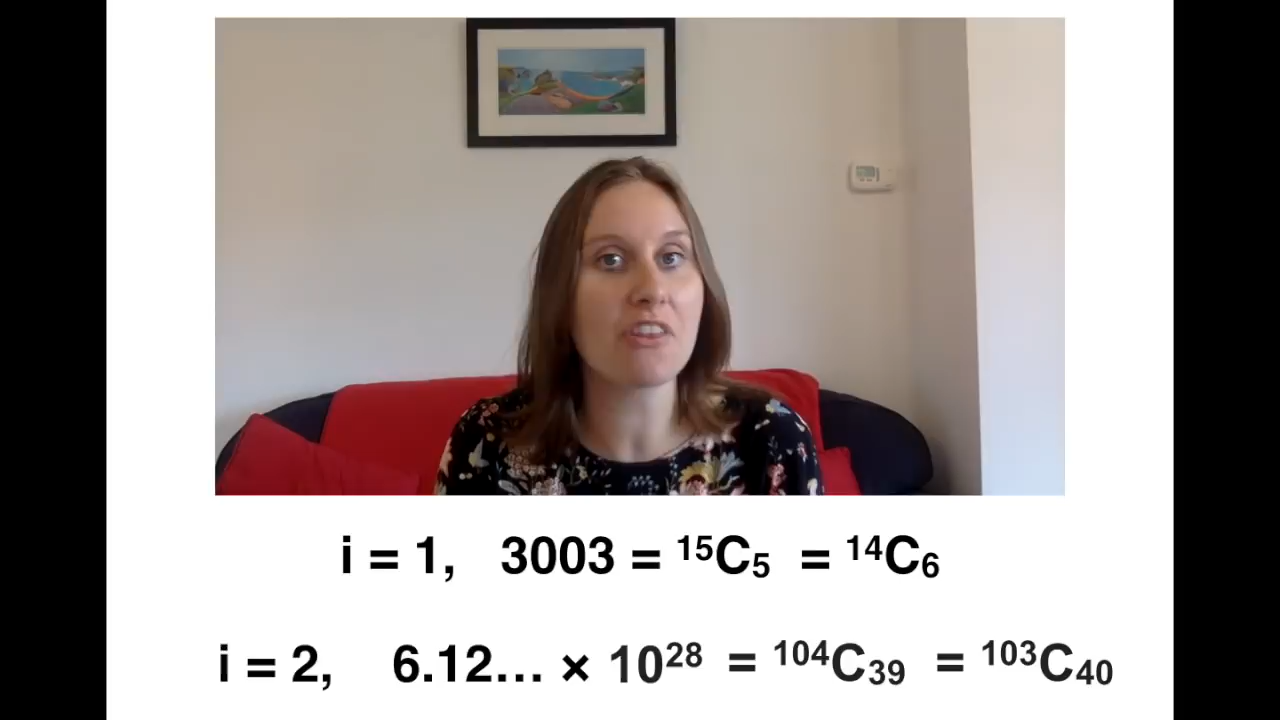 i = 1, 3003 = ¹⁵C₅ = ¹⁴C₆
i = 2, 6.12... × 10²⁸ = ¹⁰⁴C₃₉ = ¹⁰³C₄₀